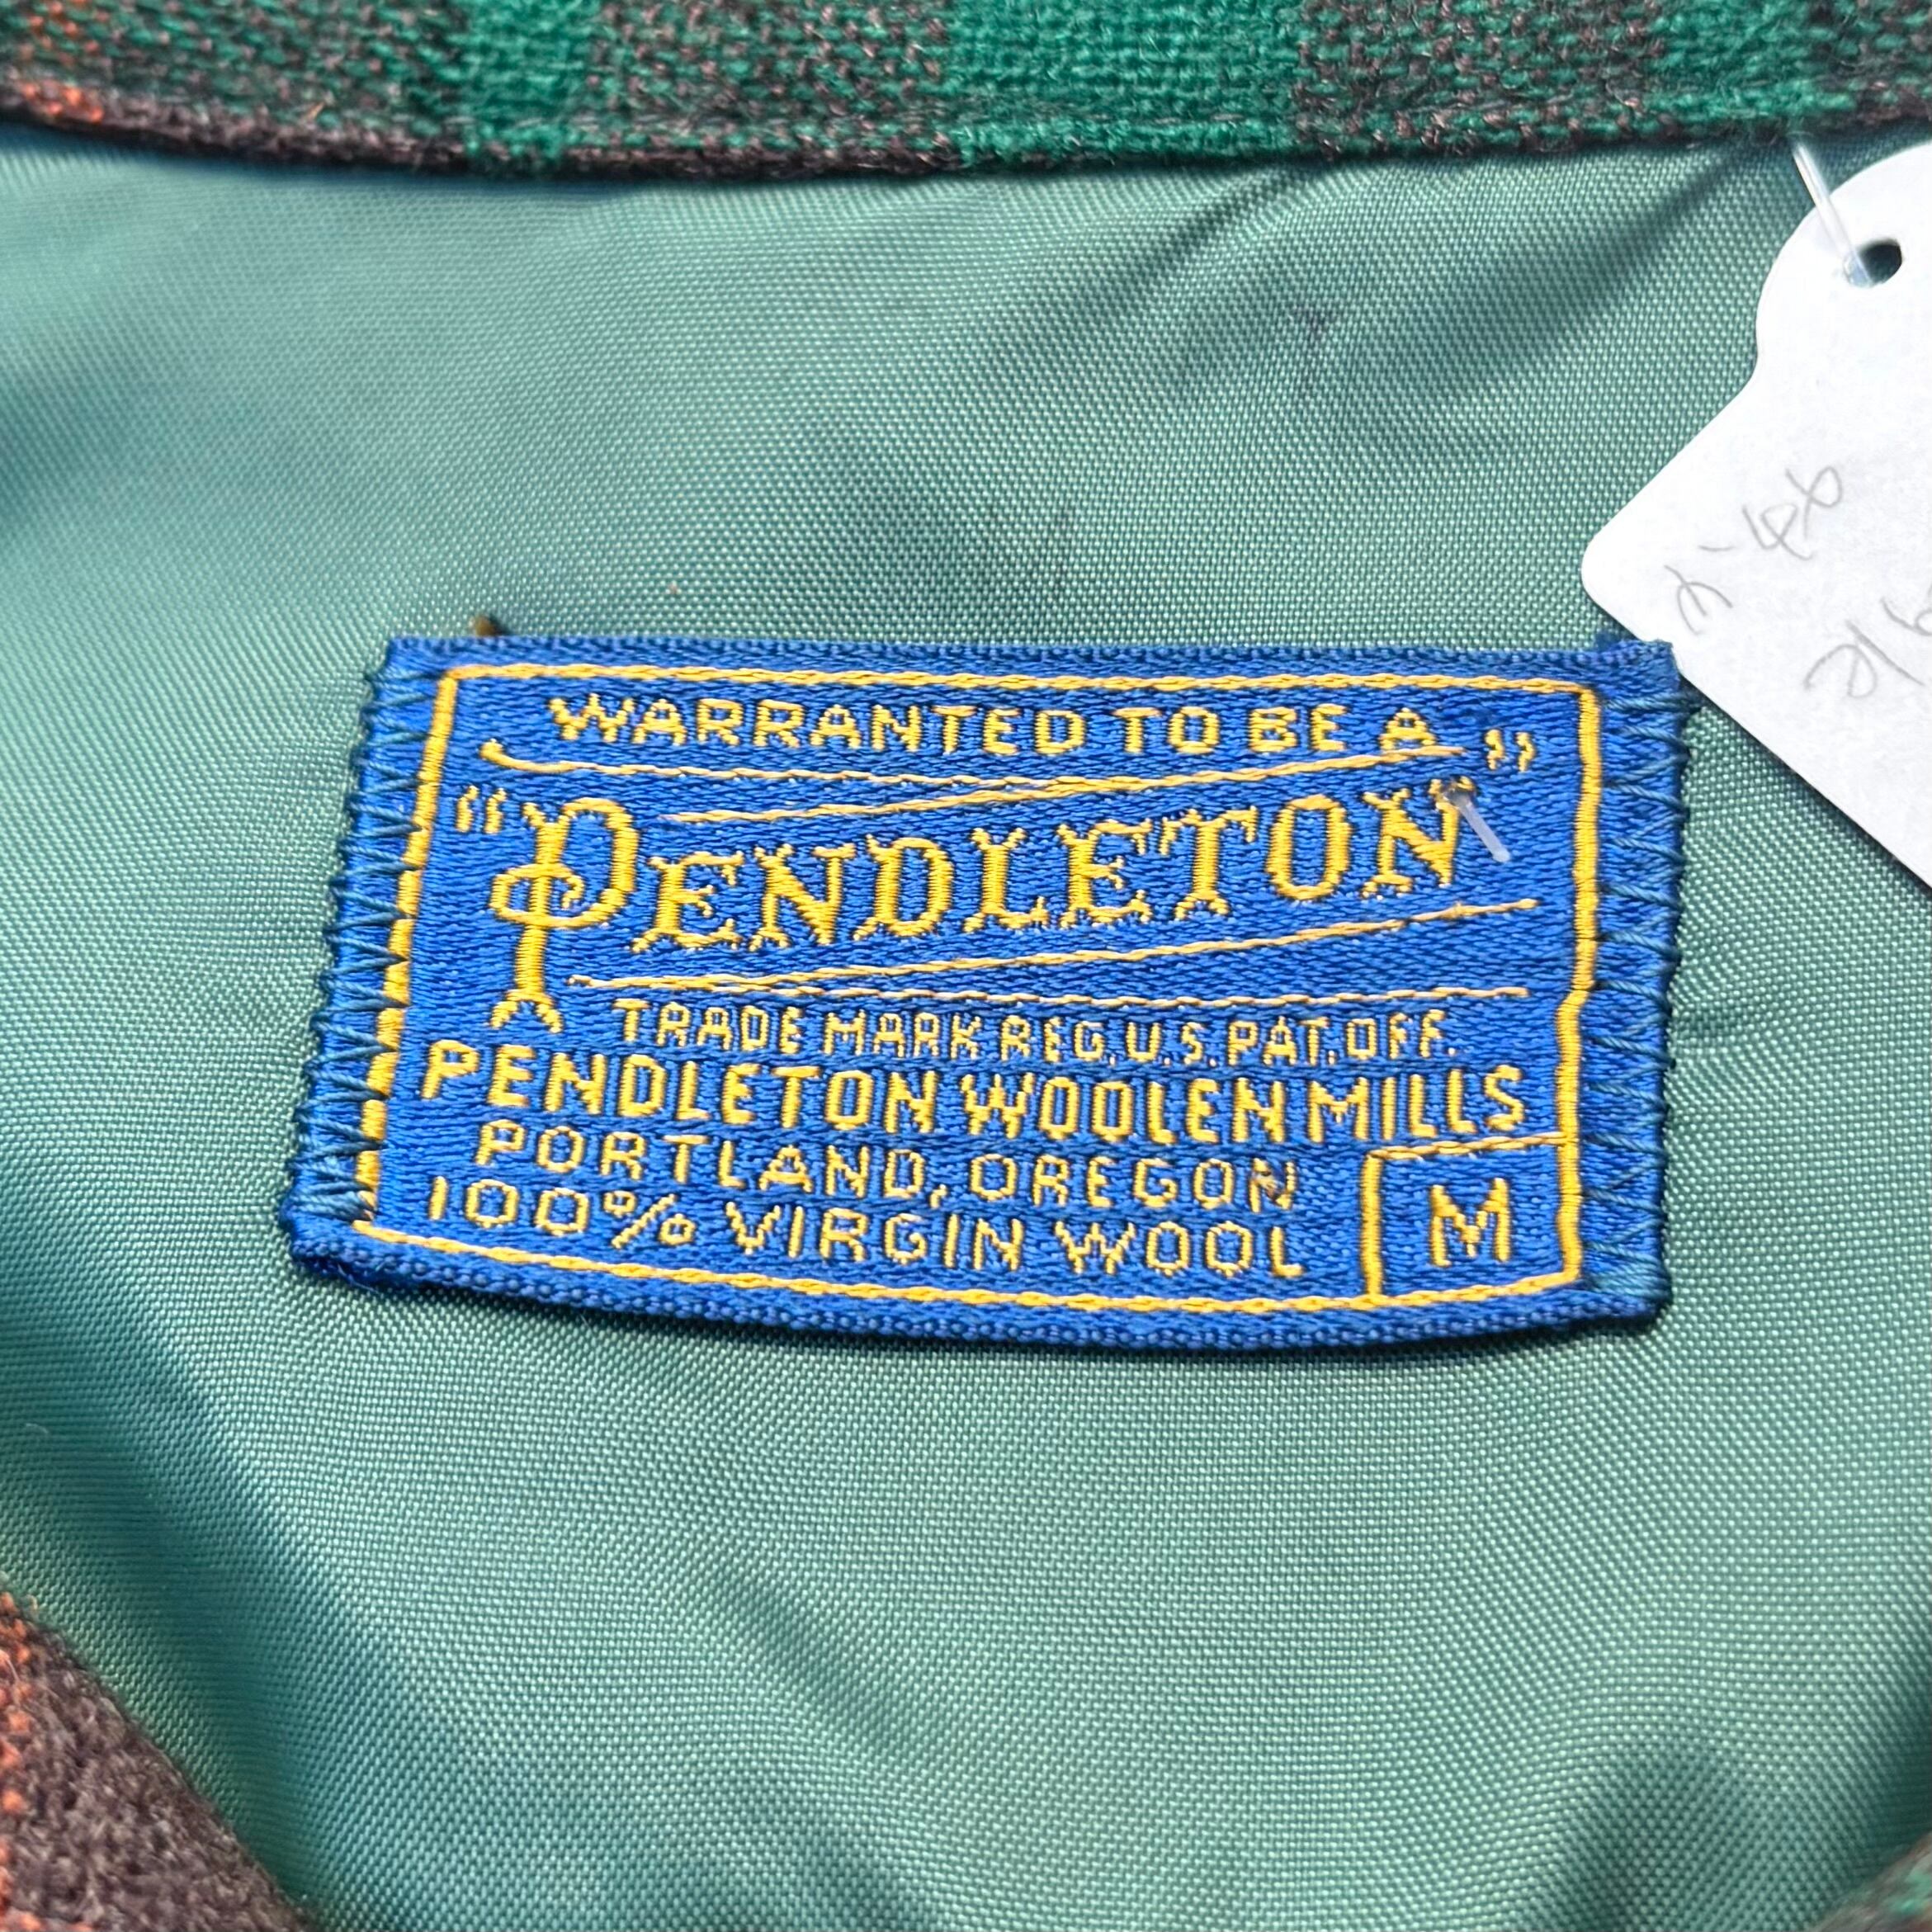 WARRANTED TO BE A
"PENDLETON"
TRADE MARK REG. U.S. PAT. OFF.
PENDLETON WOOLEN MILLS
PORTLAND, OREGON
100% VIRGIN WOOL
M